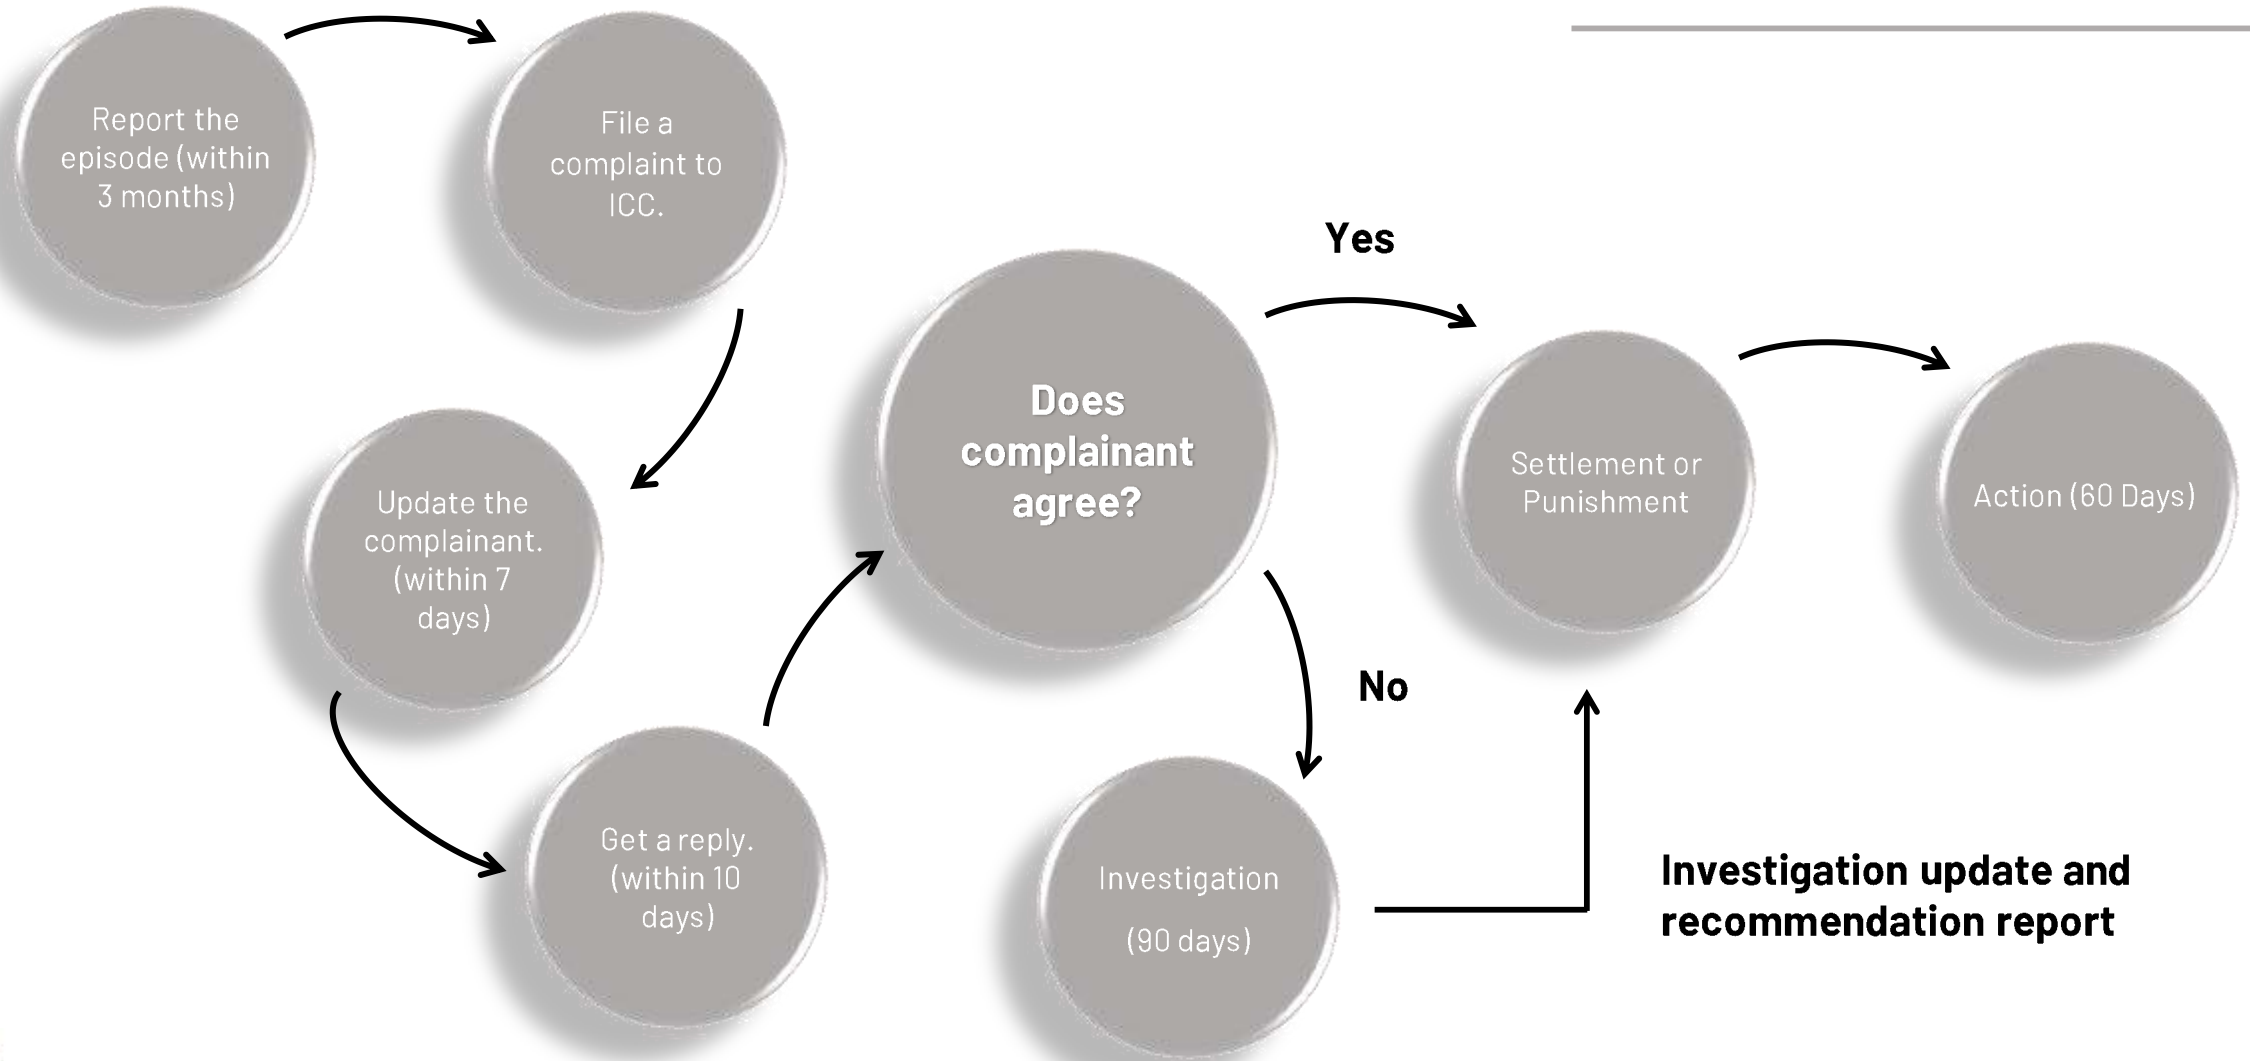 Report the
episode (within
3 months)
File a
complaint to
ICC.
Update the
complainant.
(within 7
days)
Get a reply.
(within 10
days)
Does
complainant
agree?
Yes
No
Investigation
(90 days)
Investigation update and
recommendation report
Settlement or
Punishment
Action (60 Days)